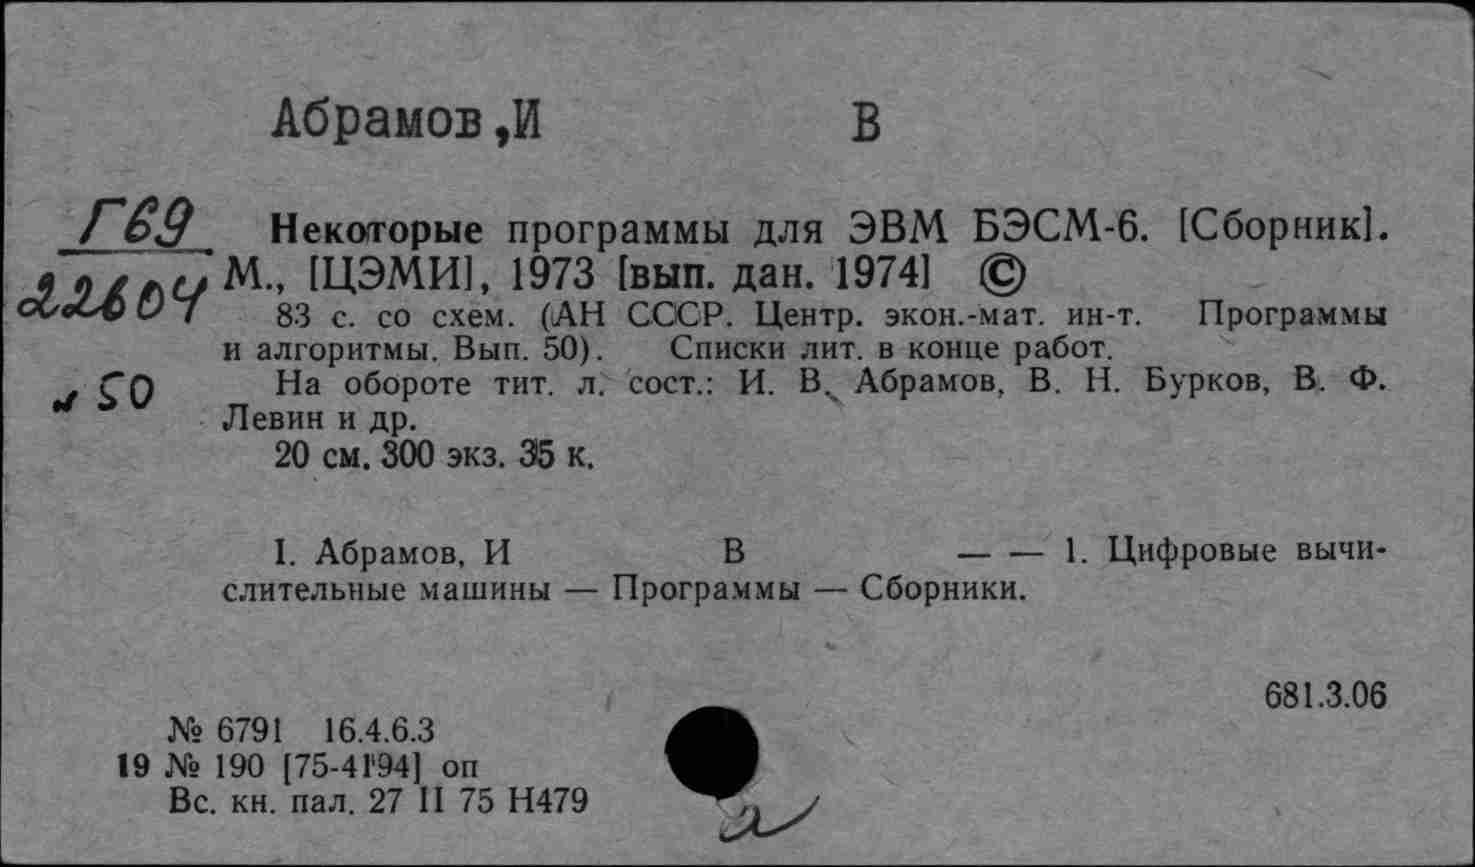 Абрамов,И В
Г69
22604
Некоторые программы для ЭВМ БЭСМ-6. [Сборник].
М., [ЦЭМИ], 1973 [вып. дан. 1974] ©
83 с. со схем. (АН СССР. Центр. экон.-мат. ин-т. Программы
и алгоритмы. Вып. 50). Списки лит. в конце работ.
50
На обороте тит. л. сост.: И. В. Абрамов, В. Н. Бурков, В. Ф.
Левин и др.
20 см. 300 экз. 35 к.
I. Абрамов, И В — — 1. Цифровые вычи-
слительные машины — Программы — Сборники.
681.3.06
№ 6791 16.4.6.3
19 № 190 [75-4194] оп
Вс. кн. пал. 27 II 75 Н479